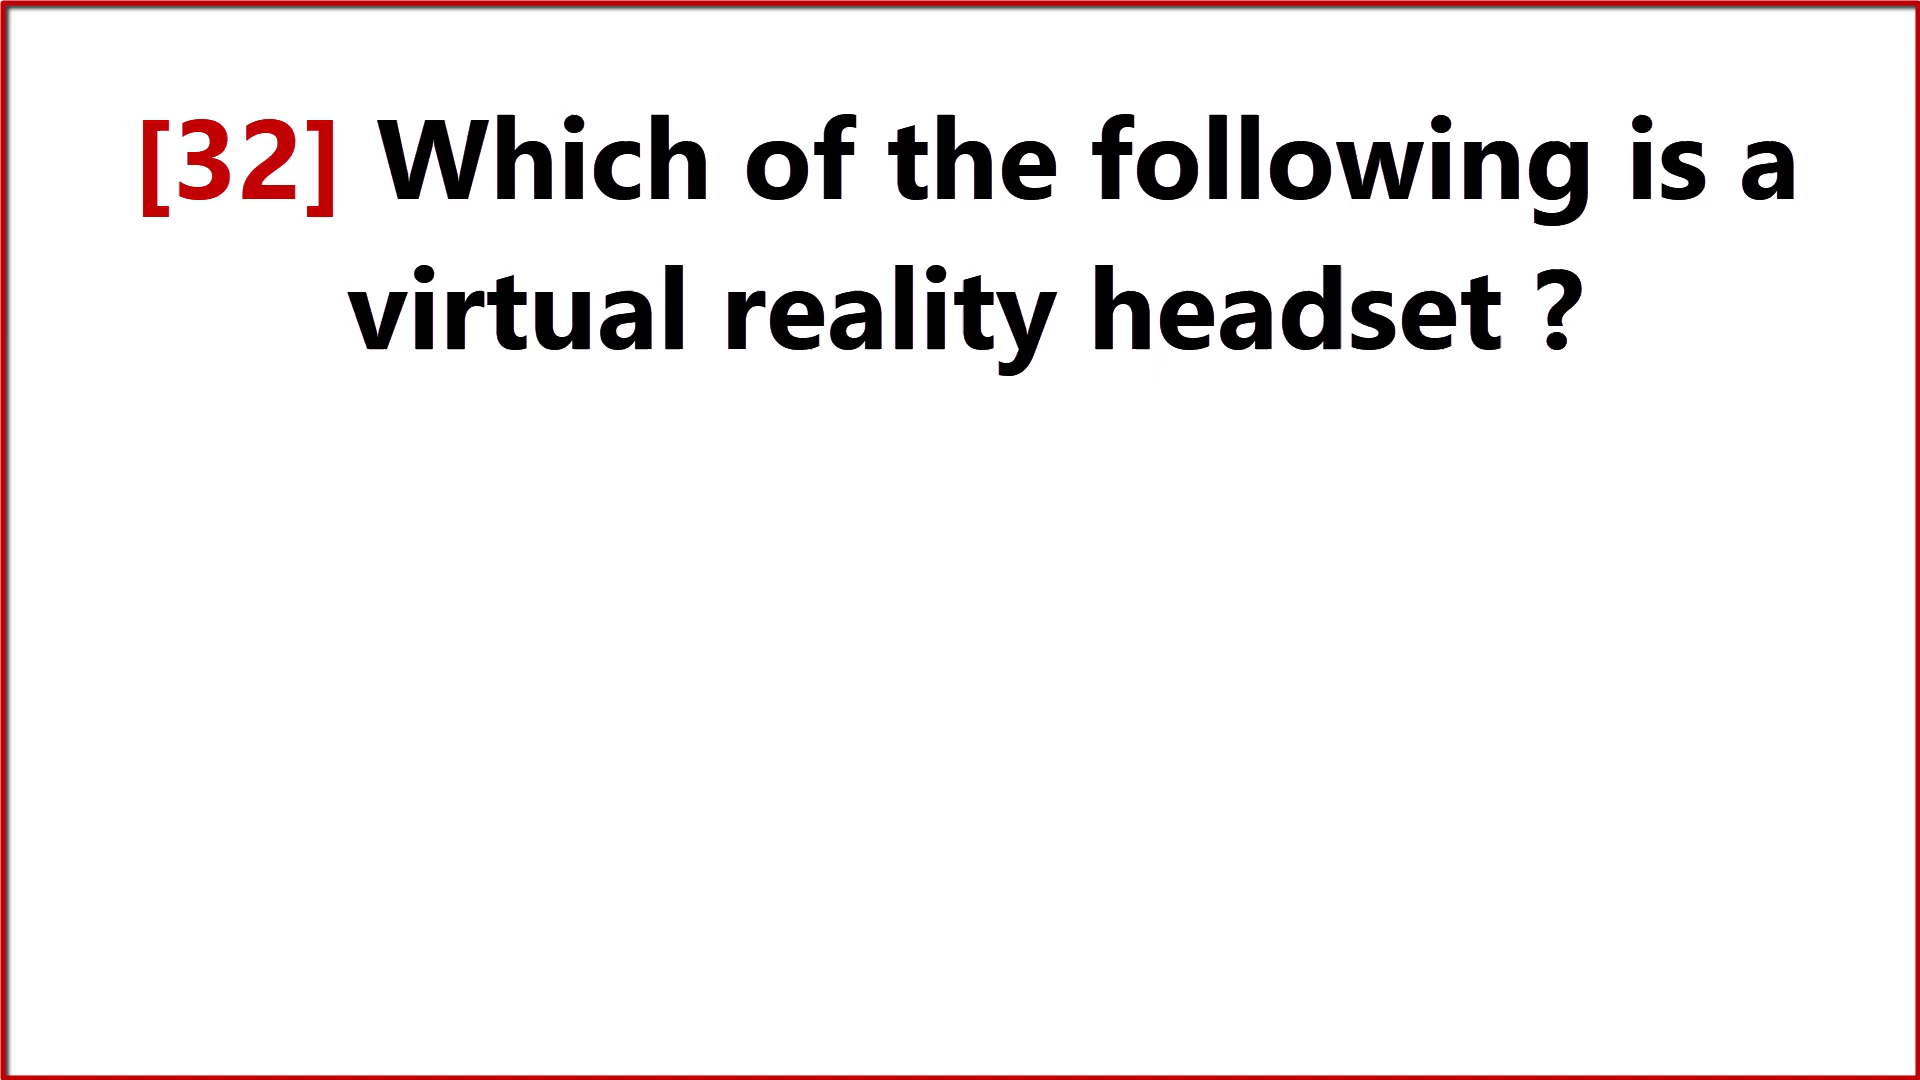 [32] Which of the following is a
virtual reality headset ?